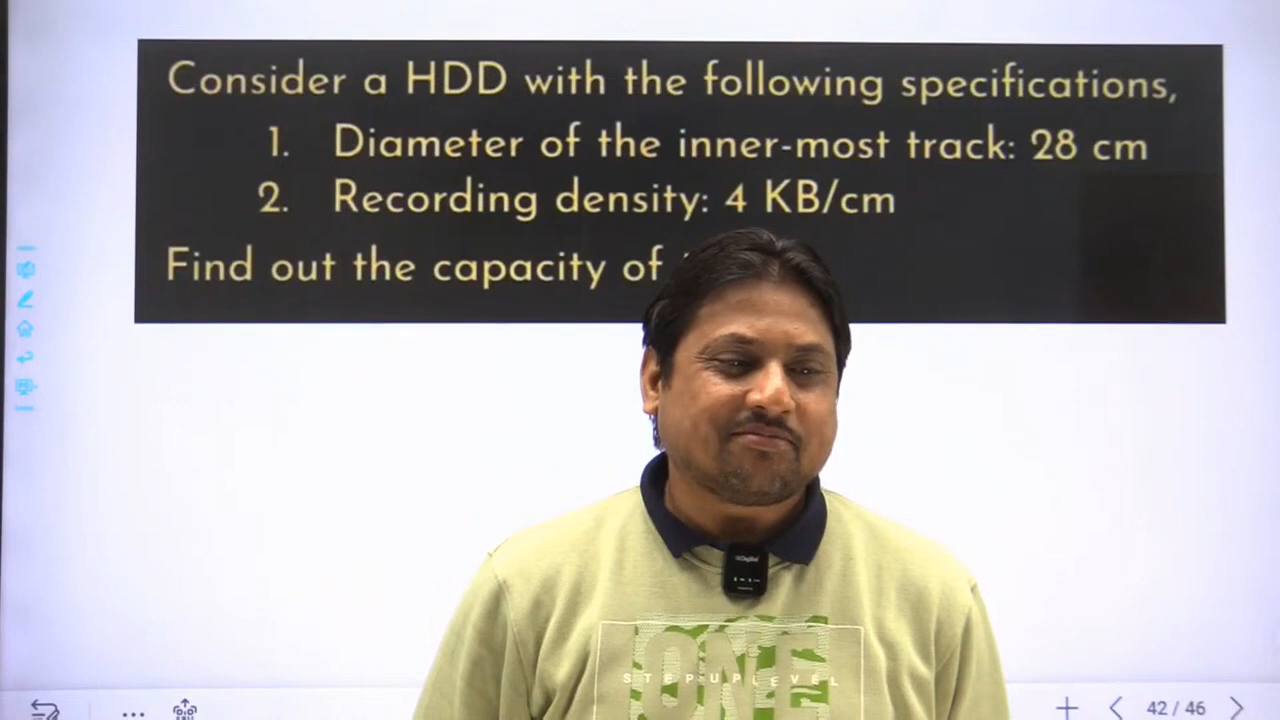 Consider a HDD with the following specifications,
1. Diameter of the inner-most track: 28 cm
2. Recording density: 4 KB/cm
Find out the capacity of
ONE
STEP UP LEVEL
42 / 46